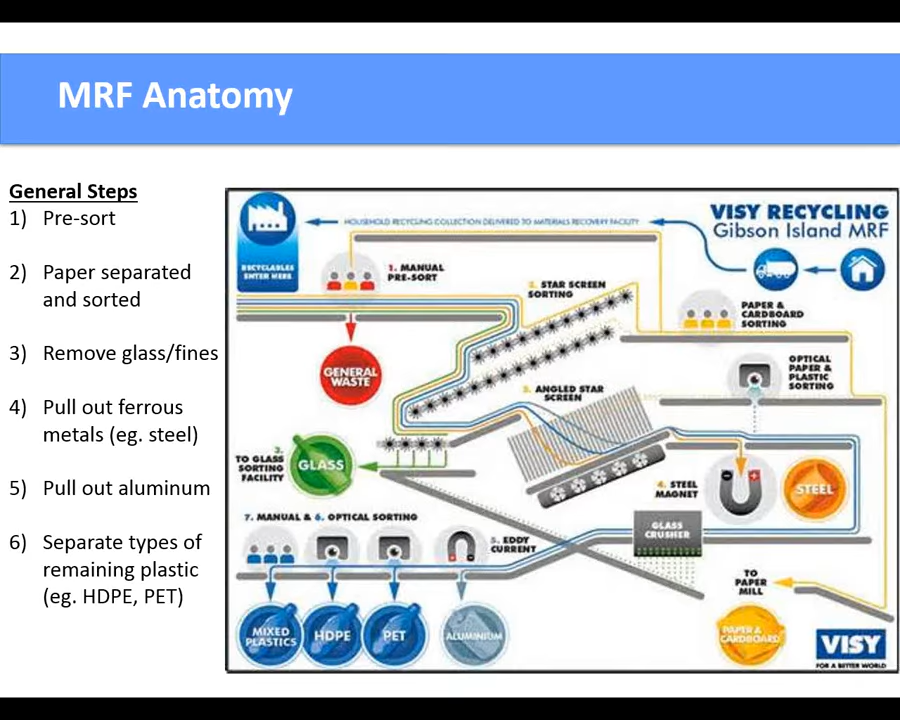 MRF Anatomy
General Steps
1) Pre-sort
2) Paper separated
and sorted
3) Remove glass/fines
4) Pull out ferrous
metals (eg. steel)
5) Pull out aluminum
6) Separate types of
remaining plastic
(eg. HDPE, PET)
HOUSEHOLD RECYCLING COLLECTION DELIVERED TO MATERIALS RECOVERY FACILITY
VISY RECYCLING
Gibson Island MRF
RECYCLABLES
ENTER HERE
1. MANUAL
PRE-SORT
2. STAR SCREEN
SORTING
PAPER &
CARDBOARD
SORTING
GENERAL
WASTE
OPTICAL
PAPER &
PLASTIC
SORTING
3. ANGLED STAR
SCREEN
TO GLASS
SORTING
FACILITY
GLASS
4. STEEL
MAGNET
STEEL
7. MANUAL & 6. OPTICAL SORTING
5. EDDY
CURRENT
GLASS
CRUSHER
TO
PAPER
MILL
MIXED
PLASTICS
HDPE
PET
ALUMINIUM
PAPER &
CARDBOARD
VISY
FOR A BETTER WORLD